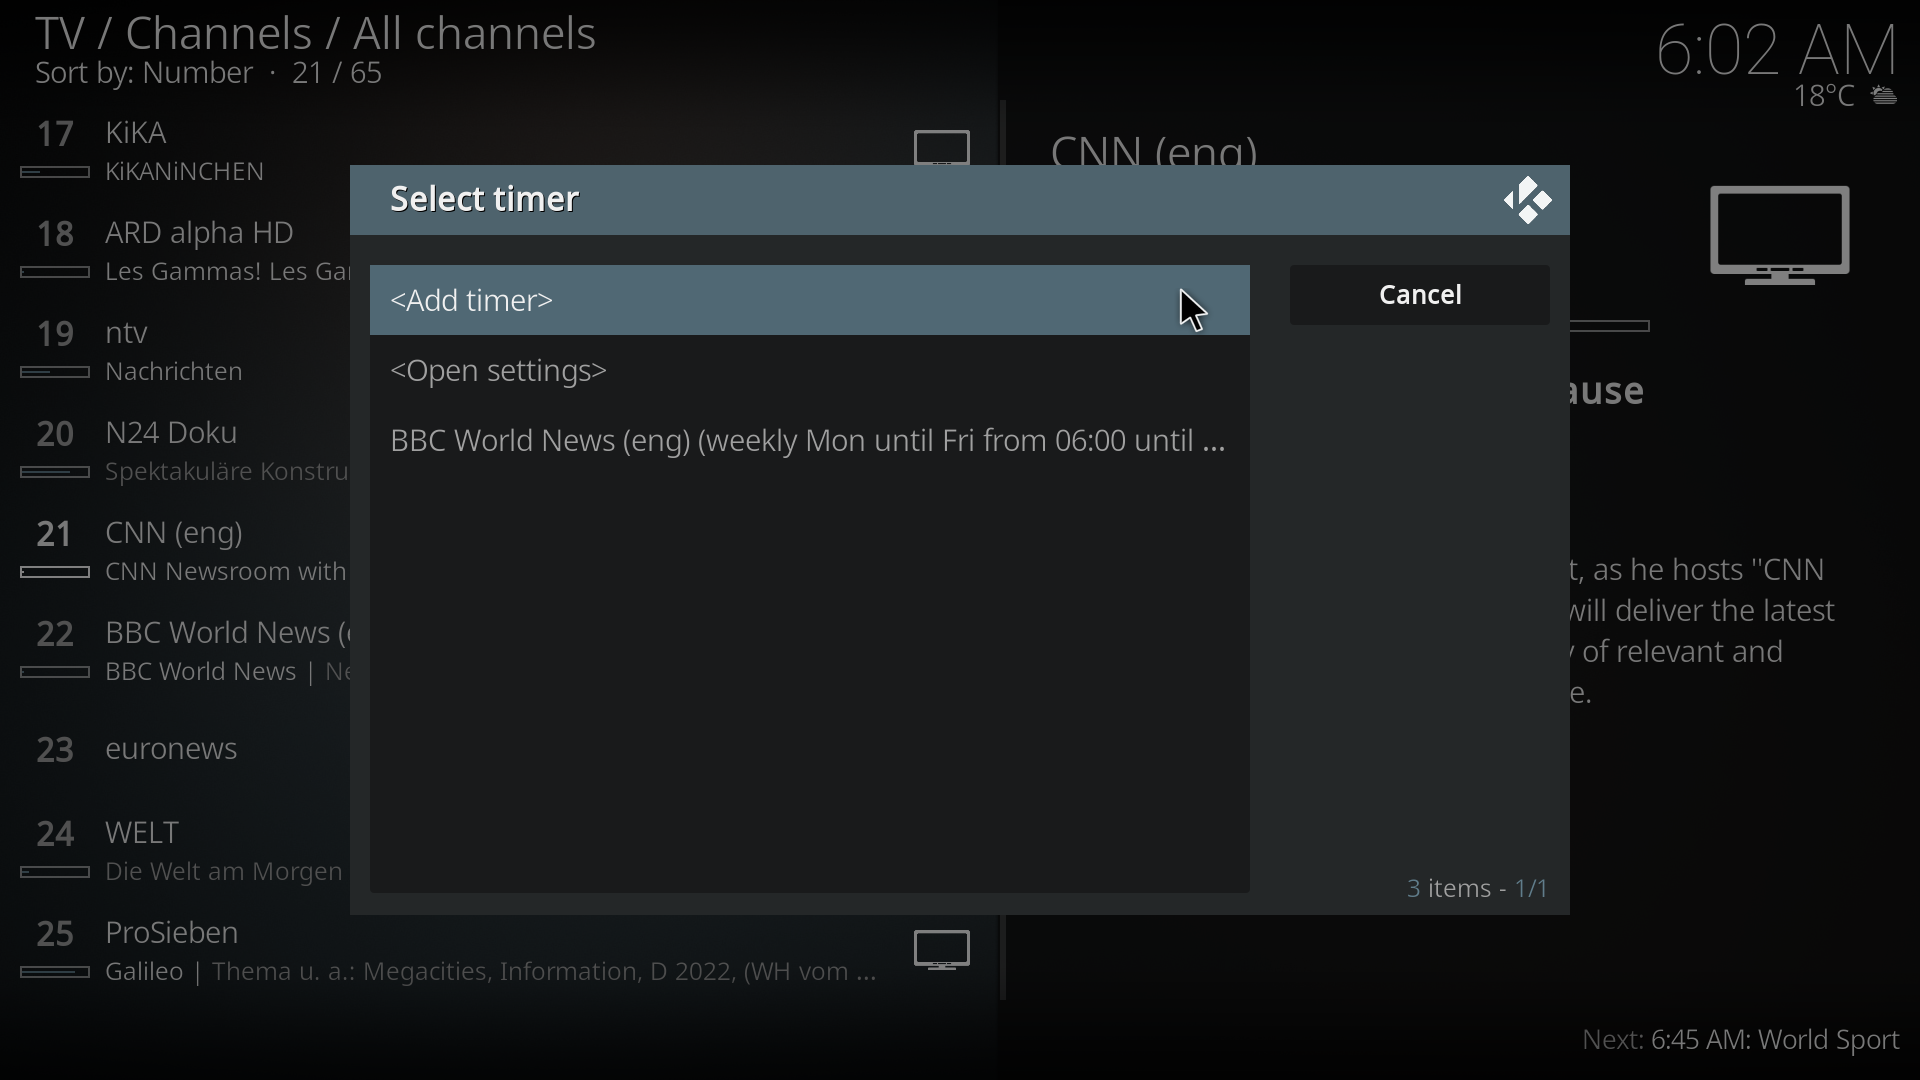 TV / Channels / All channels
Sort by: Number · 21 / 65
6:02 AM
18°C
17 KiKA
KiKANiNCHEN
18 ARD alpha HD
Les Gammas! Les
19 ntv
Nachrichten
20 N24 Doku
Spektakuläre
21 CNN (eng)
CNN Newsroom with
22 BBC World News
BBC World News |
23 euronews
24 WELT
Die Welt am Morgen
25 ProSieben
Galileo | Thema u. a.: Megacities, Information, D 2022, (WH vom ...
CNN (eng)
Select timer
<Add timer>
<Open settings>
BBC World News (eng) (weekly Mon until Fri from 06:00 until ...
Cancel
3 items - 1/1
ause
t, as he hosts "CNN
will deliver the latest
of relevant and
e.
Next: 6:45 AM: World Sport